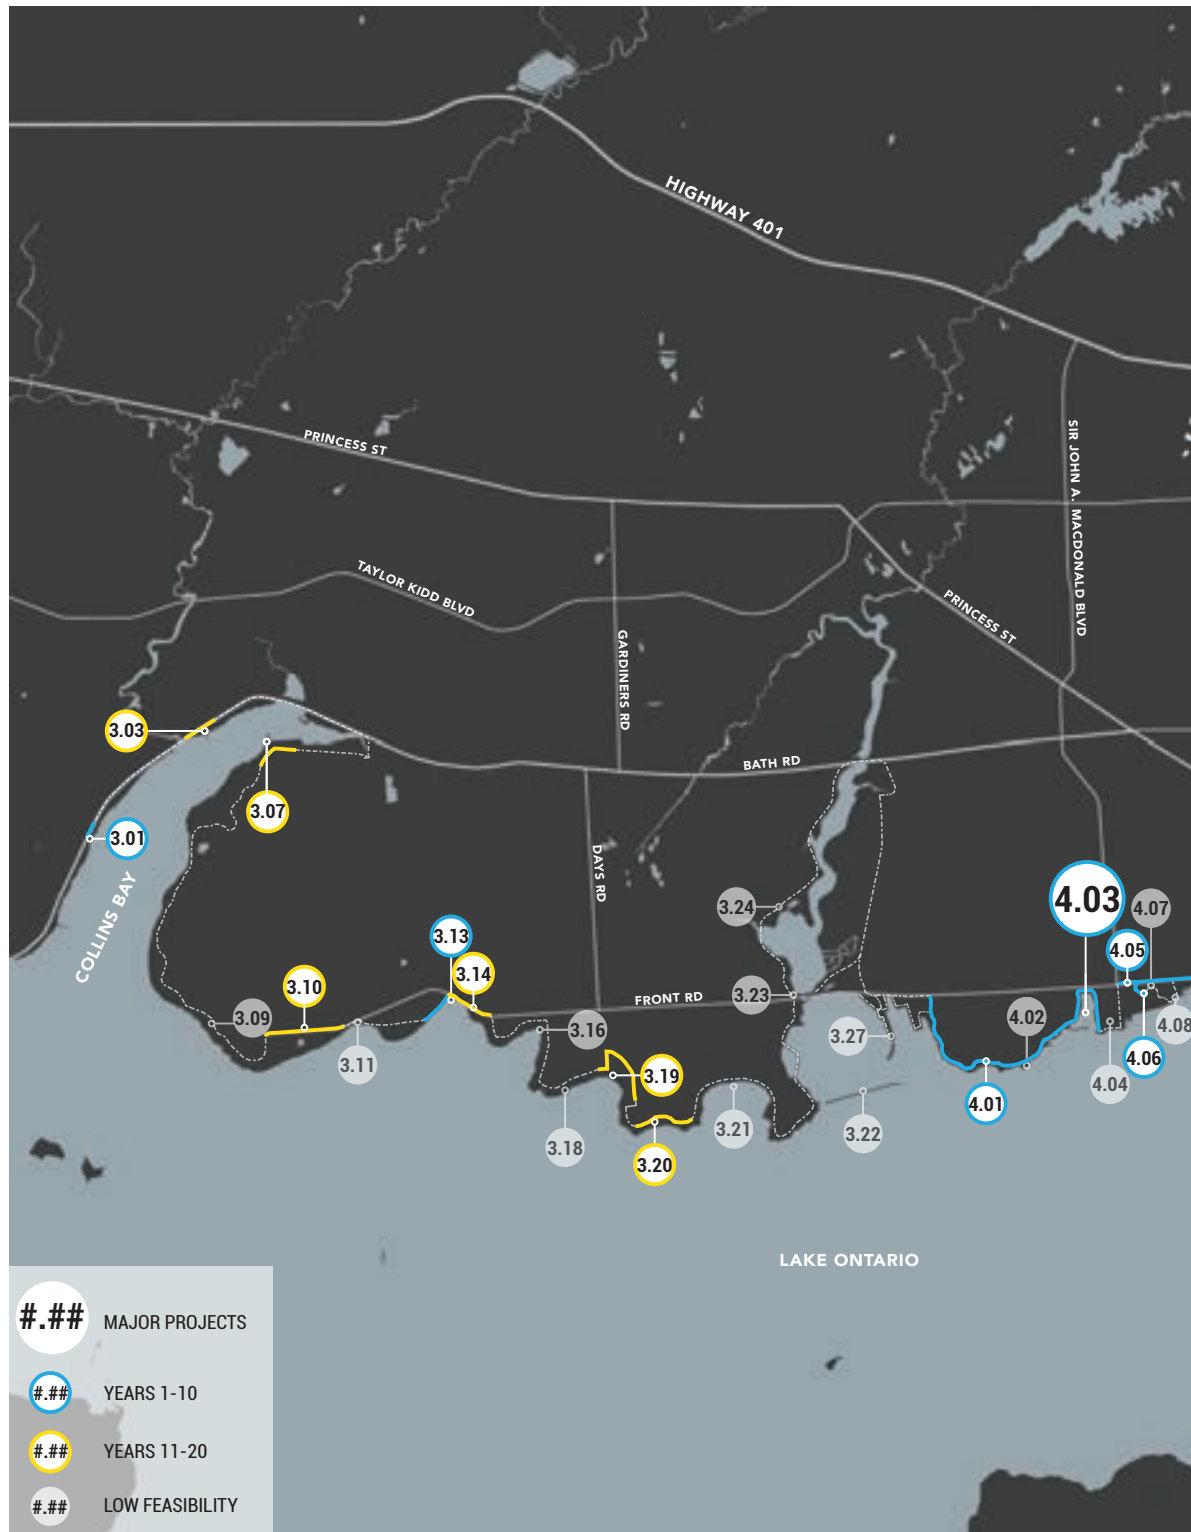 HIGHWAY 401
PRINCESS ST
SIR JOHN A. MACDONALD BLVD
TAYLOR KIDD BLVD
PRINCESS ST
GARDINERS RD
3.03
BATH RD
3.07
3.01
DAYS RD
COLLINS BAY
4.03
3.24
4.07
3.13
4.05
3.14
3.10
3.23
FRONT RD
3.09
3.16
3.27
4.02
4.08
3.11
4.06
3.19
4.04
4.01
3.21
3.22
3.18
3.20
LAKE ONTARIO
#.## MAJOR PROJECTS
#.## YEARS 1-10
#.## YEARS 11-20
#.## LOW FEASIBILITY